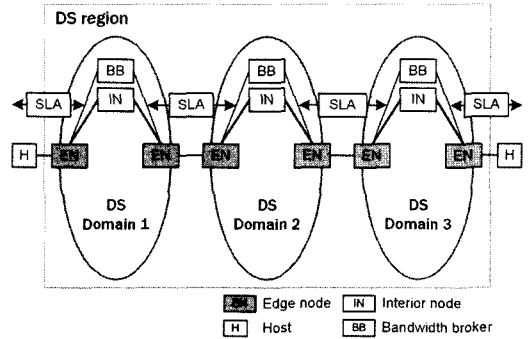 DS region
BB BB BB
SLA IN SLA IN SLA IN SLA
H EN EN EN EN EN EN H
DS DS DS
Domain 1 Domain 2 Domain 3
EN Edge node IN Interior node
H Host BB Bandwidth broker